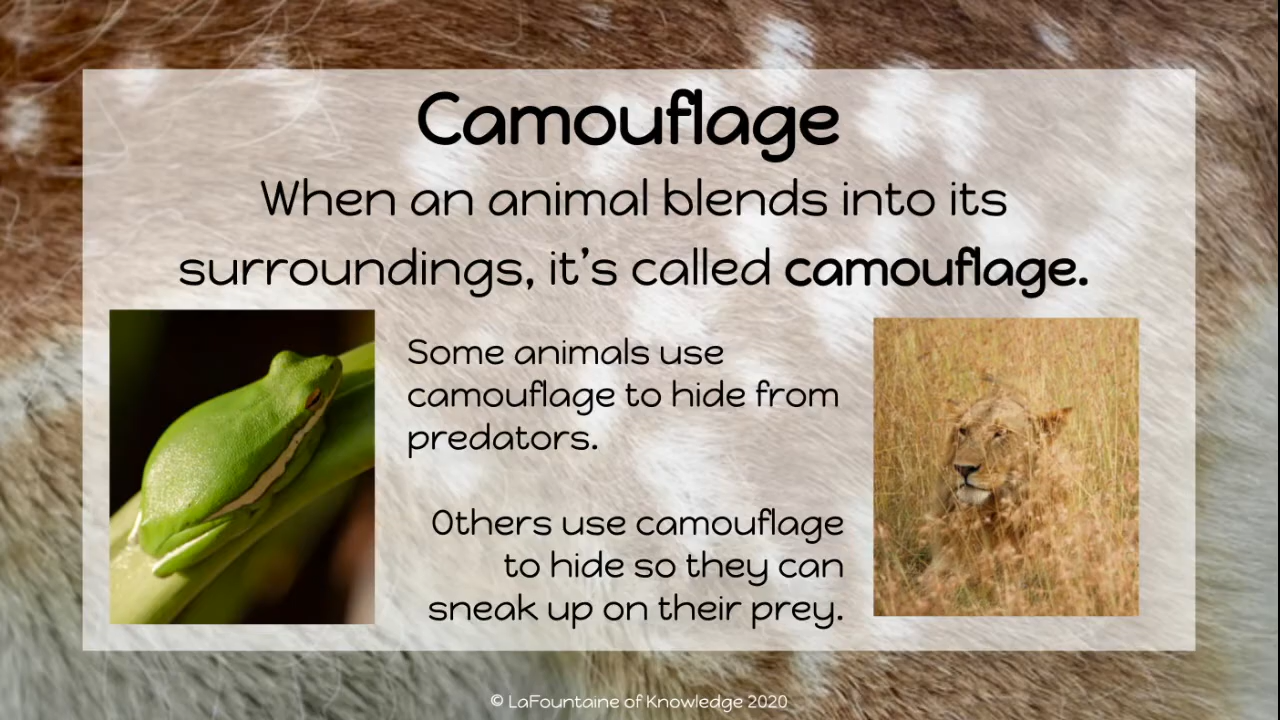 Camouflage
When an animal blends into its
surroundings, it's called camouflage.
Some animals use
camouflage to hide from
predators.
Others use camouflage
to hide so they can
sneak up on their prey.
© LaFountaine of Knowledge 2020